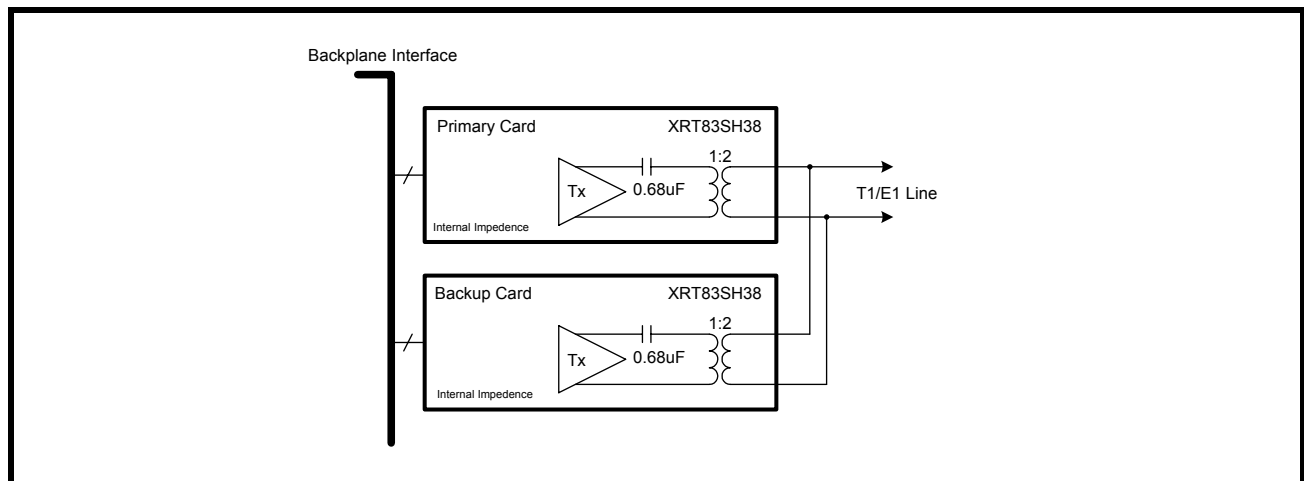 Backplane Interface
Primary Card
XRT83SH38
1:2
Tx
0.68uF
Internal Impedence
T1/E1 Line
Backup Card
XRT83SH38
1:2
Tx
0.68uF
Internal Impedence